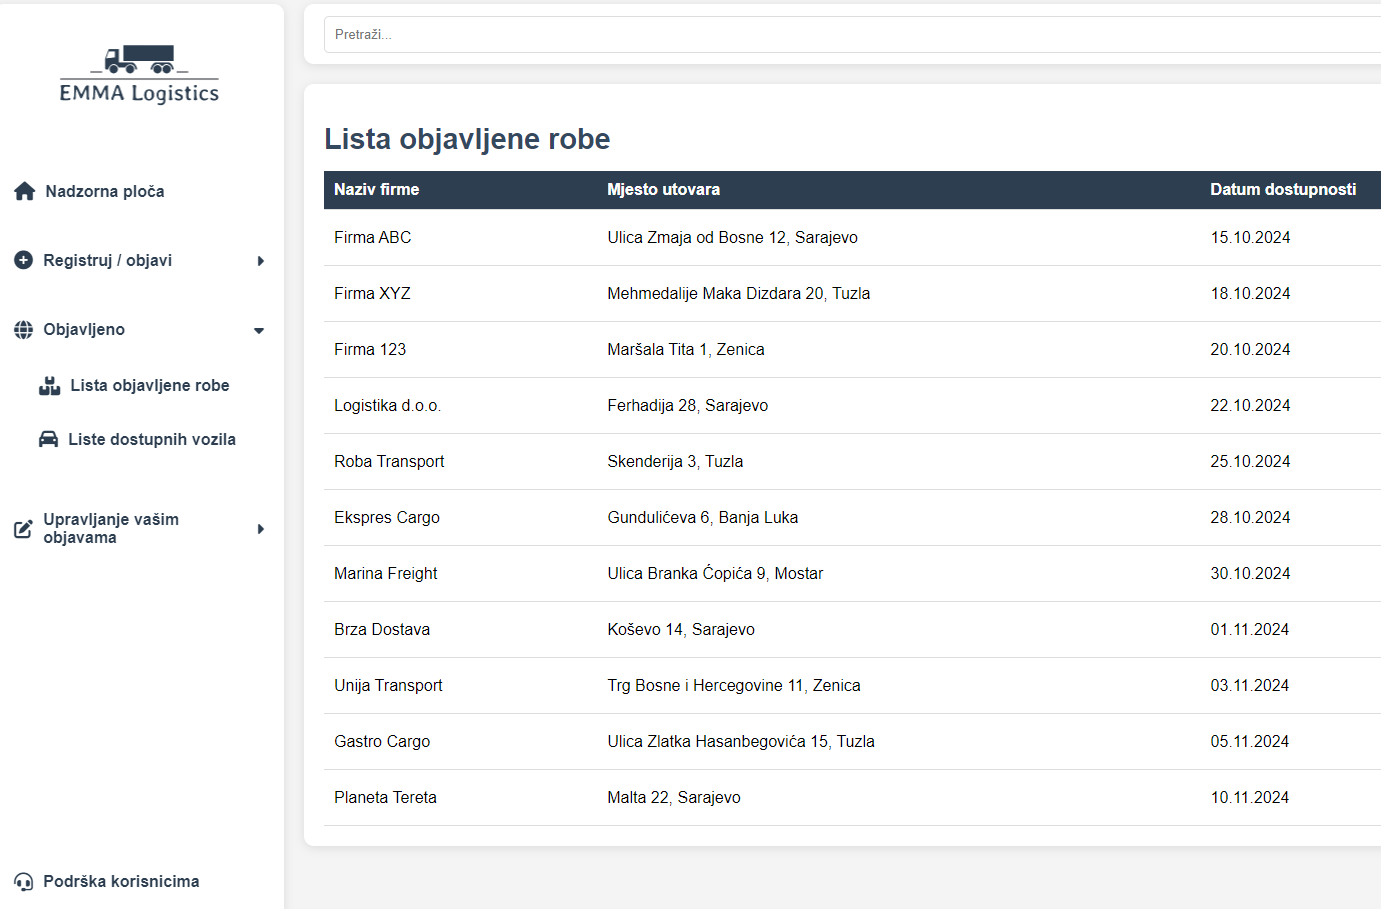 EMMA Logistics
Nadzorna ploča
Registruj / objavi
Objavljeno
Lista objavljene robe
Liste dostupnih vozila
Upravljanje vašim
objavama
Podrška korisnicima
Pretraži...
Lista objavljene robe
Naziv firme Mjesto utovara Datum dostupnosti
Firma ABC Ulica Zmaja od Bosne 12, Sarajevo 15.10.2024
Firma XYZ Mehmedalije Maka Dizdara 20, Tuzla 18.10.2024
Firma 123 Maršala Tita 1, Zenica 20.10.2024
Logistika d.o.o. Ferhadija 28, Sarajevo 22.10.2024
Roba Transport Skenderija 3, Tuzla 25.10.2024
Ekspres Cargo Gundulićeva 6, Banja Luka 28.10.2024
Marina Freight Ulica Branka Ćopića 9, Mostar 30.10.2024
Brza Dostava Koševo 14, Sarajevo 01.11.2024
Unija Transport Trg Bosne i Hercegovine 11, Zenica 03.11.2024
Gastro Cargo Ulica Zlatka Hasanbegovića 15, Tuzla 05.11.2024
Planeta Tereta Malta 22, Sarajevo 10.11.2024